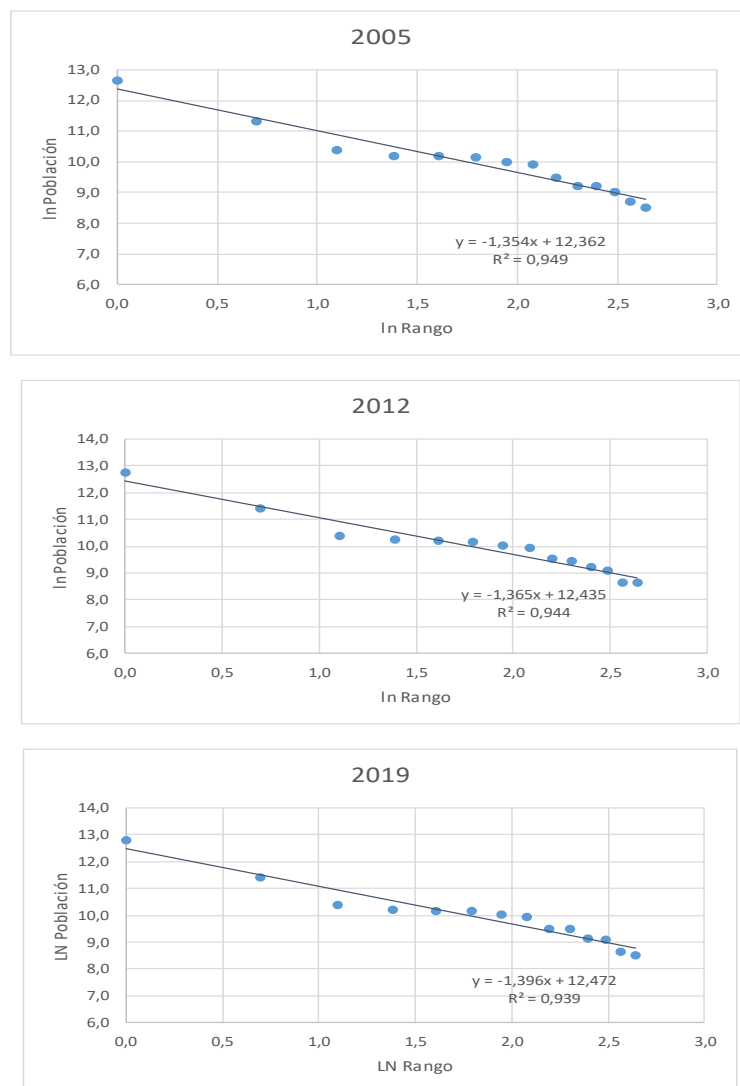 2005
13,0
12,0
11,0
10,0
9,0
8,0
7,0
6,0
lnPoblación
y = -1,354x + 12,362
R² = 0,949
0,0 0,5 1,0 1,5 2,0 2,5 3,0
ln Rango
2012
14,0
13,0
12,0
11,0
10,0
9,0
8,0
7,0
6,0
lnPoblación
y = -1,365x + 12,435
R² = 0,944
0,0 0,5 1,0 1,5 2,0 2,5 3,0
ln Rango
2019
14,0
13,0
12,0
11,0
10,0
9,0
8,0
7,0
6,0
LN Población
y = -1,396x + 12,472
R² = 0,939
0,0 0,5 1,0 1,5 2,0 2,5 3,0
LN Rango